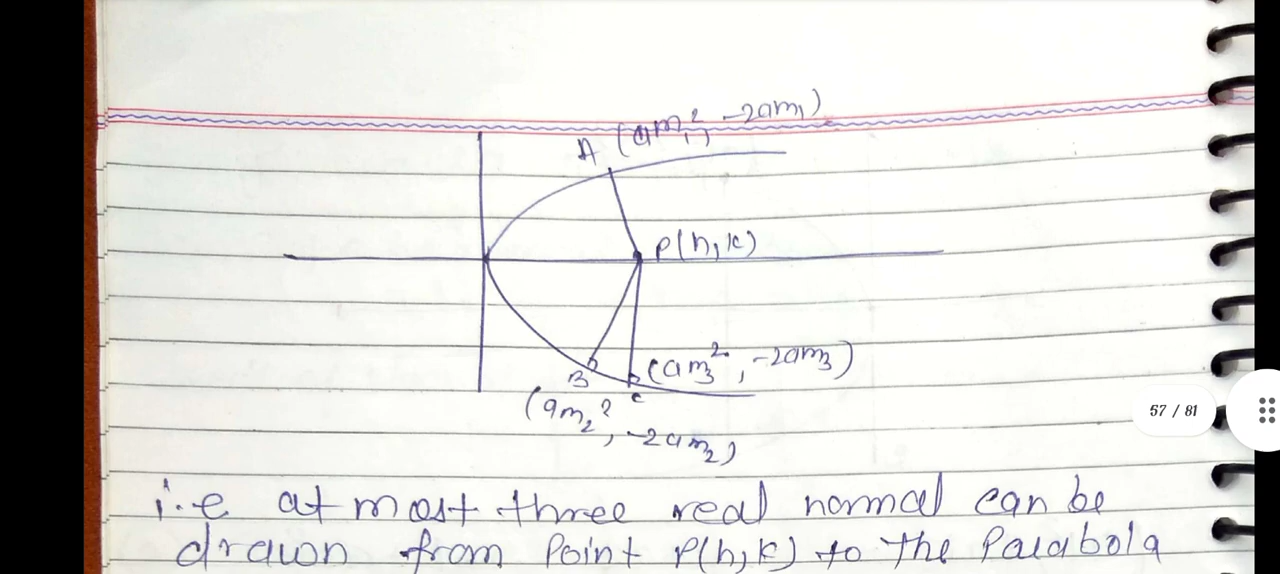 A (am₁², -2am₁)
P(h,k)
(am₃², -2am₃)
B
C
(am₂², -2am₂)
57 / 81
i.e at most three real normal can be
drawn from Point P(h,k) to the Parabola